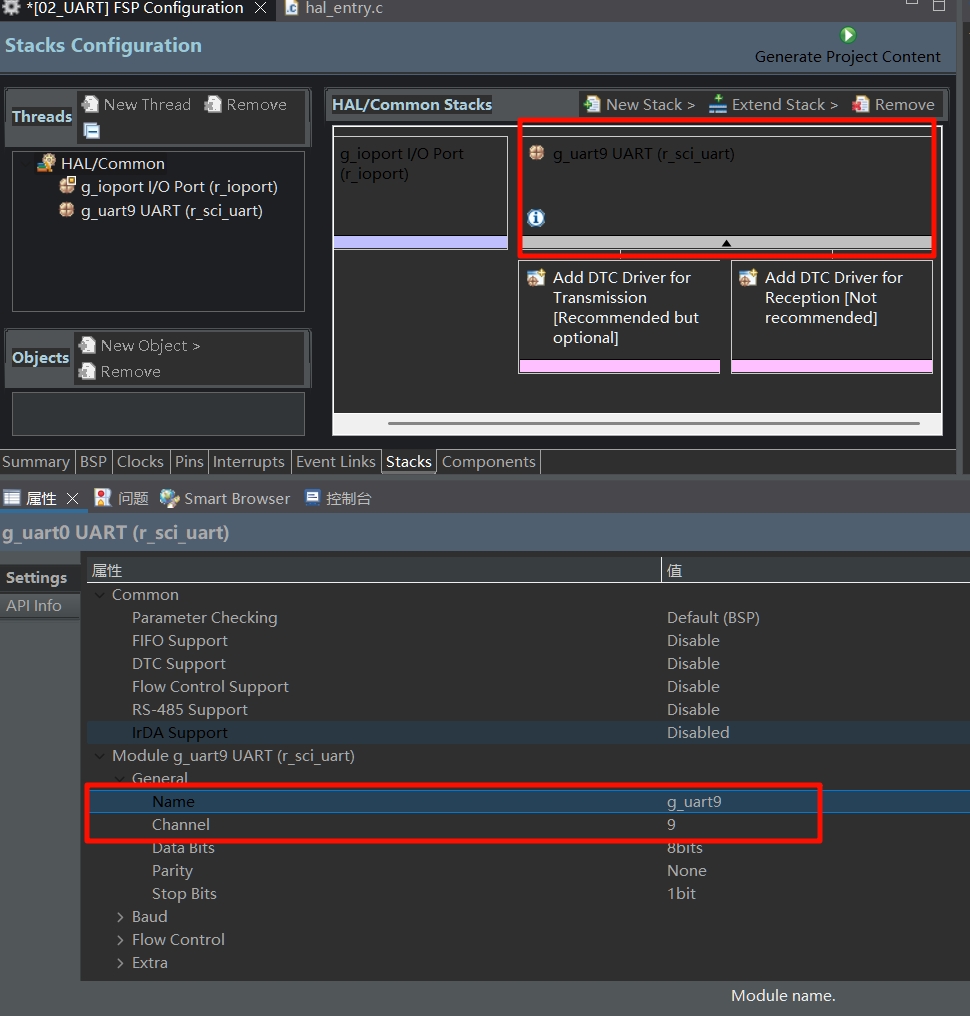 *[02_UART] FSP Configuration
hal_entry.c
Stacks Configuration
Generate Project Content
Threads
New Thread
Remove
HAL/Common
g_ioport I/O Port (r_ioport)
g_uart9 UART (r_sci_uart)
Objects
New Object >
Remove
HAL/Common Stacks
New Stack >
Extend Stack >
Remove
g_ioport I/O Port
(r_ioport)
g_uart9 UART (r_sci_uart)
Add DTC Driver for
Transmission
[Recommended but
optional]
Add DTC Driver for
Reception [Not
recommended]
Summary
BSP
Clocks
Pins
Interrupts
Event Links
Stacks
Components
属性
问题
Smart Browser
控制台
g_uart0 UART (r_sci_uart)
Settings
API Info
属性 值
Common
Parameter Checking Default (BSP)
FIFO Support Disable
DTC Support Disable
Flow Control Support Disable
RS-485 Support Disable
IrDA Support Disabled
Module g_uart9 UART (r_sci_uart)
General
Name g_uart9
Channel 9
Data Bits 8bits
Parity None
Stop Bits 1bit
Baud
Flow Control
Extra
Module name.